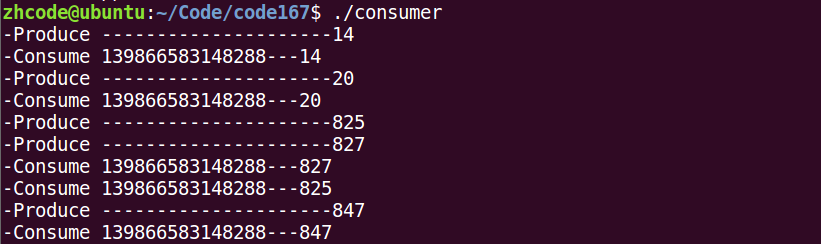 zhcode@ubuntu:~/Code/code167$ ./consumer
-Produce ---------------------14
-Consume 139866583148288---14
-Produce ---------------------20
-Consume 139866583148288---20
-Produce ---------------------825
-Produce ---------------------827
-Consume 139866583148288---827
-Consume 139866583148288---825
-Produce ---------------------847
-Consume 139866583148288---847